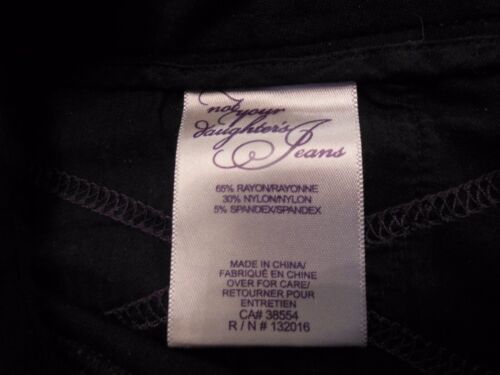 not your
daughter's
Jeans
65% RAYON/RAYONNE
30% NYLON/NYLON
5% SPANDEX/SPANDEX
MADE IN CHINA/
FABRIQUÉ EN CHINE
OVER FOR CARE/
RETOURNER POUR
ENTRETIEN
CA# 38554
R / N # 132016